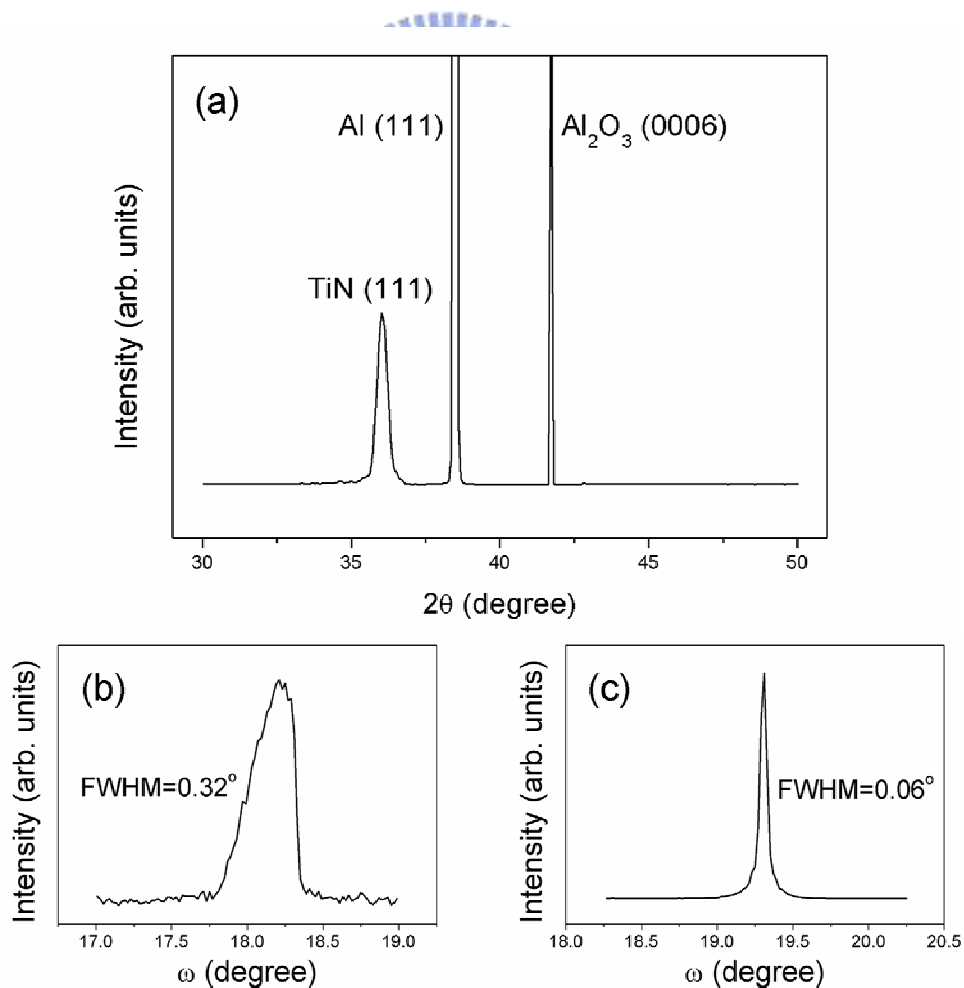 (a)
Al (111)
Al₂O₃ (0006)
TiN (111)
Intensity (arb. units)
30 35 40 45 50
2θ (degree)
(b)
FWHM=0.32°
Intensity (arb. units)
17.0 17.5 18.0 18.5 19.0
ω (degree)
(c)
FWHM=0.06°
Intensity (arb. units)
18.0 18.5 19.0 19.5 20.0 20.5
ω (degree)